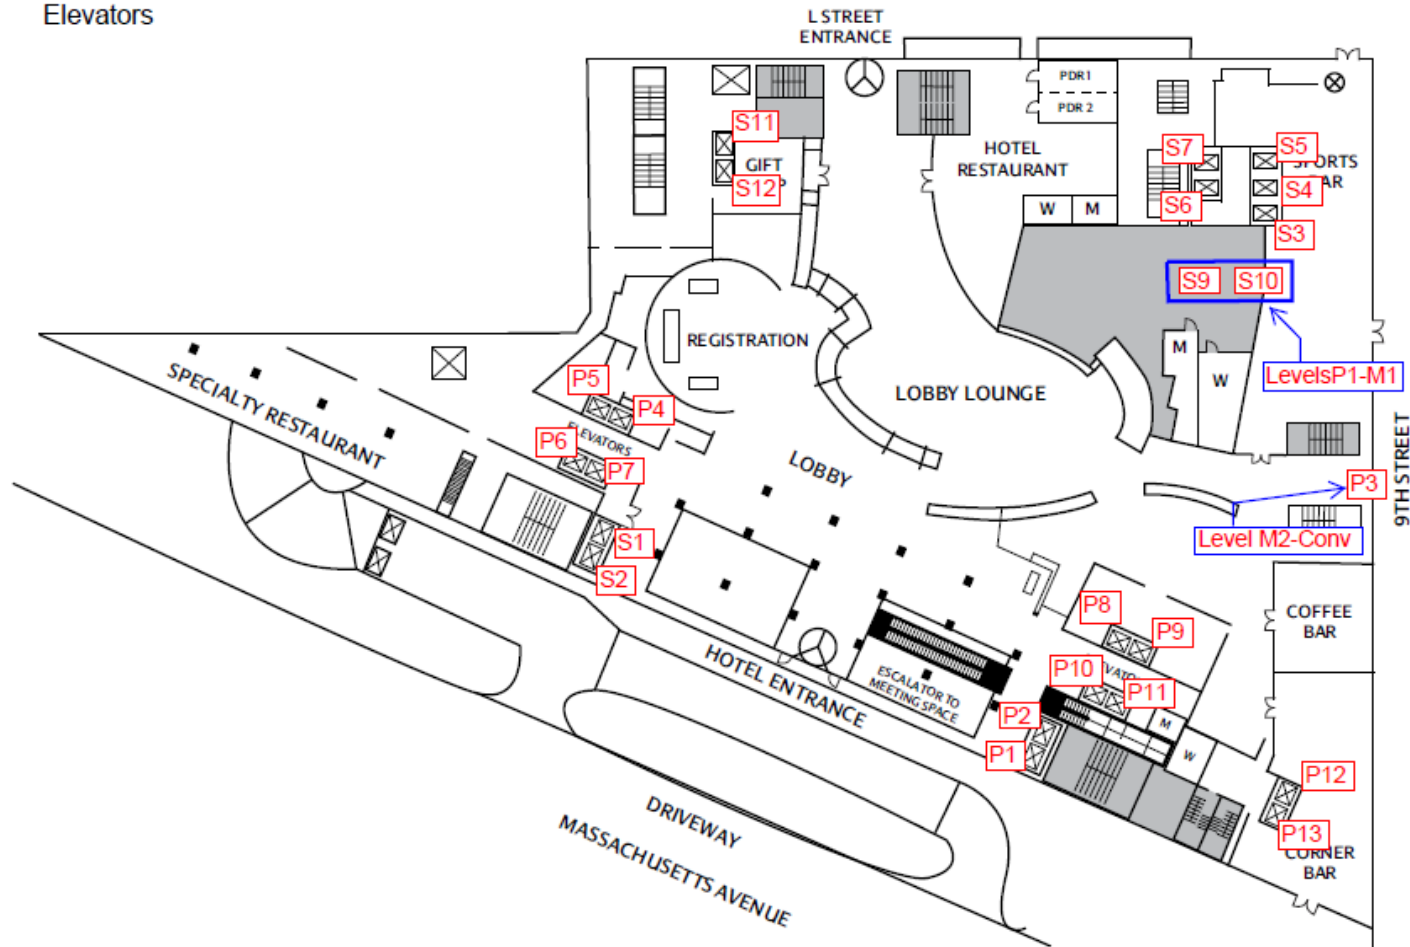 Elevators
L STREET
ENTRANCE
PDR 1
PDR 2
S11
GIFT
S12
HOTEL
RESTAURANT
S7
S5
SPORTS
BAR
S4
S6
S3
W
M
S9
S10
REGISTRATION
M
W
LevelsP1-M1
SPECIALTY RESTAURANT
P5
P4
LOBBY LOUNGE
ELEVATORS
P6
P7
LOBBY
P3
9TH STREET
Level M2-Conv
S1
S2
P8
P9
COFFEE
BAR
HOTEL ENTRANCE
ESCALATOR TO
MEETING SPACE
P10
P11
P2
P1
M
W
P12
P13
CORNER
BAR
DRIVEWAY
MASSACHUSETTS AVENUE